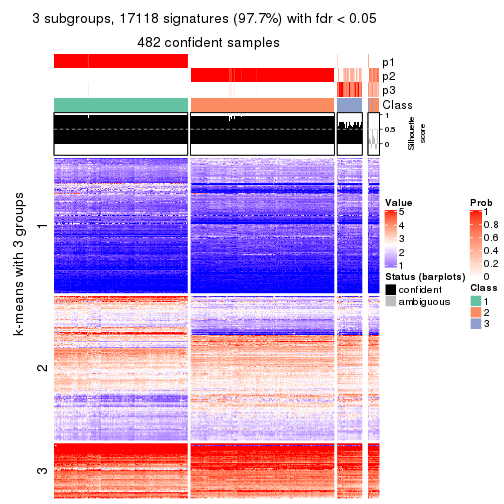 3 subgroups, 17118 signatures (97.7%) with fdr < 0.05
482 confident samples
p1
p2
p3
Class
1
0.5
0
Silhouette
score
k-means with 3 groups
1
2
3
Value
5
4
3
2
1
Status (barplots)
confident
ambiguous
Prob
1
0.8
0.6
0.4
0.2
0
Class
1
2
3